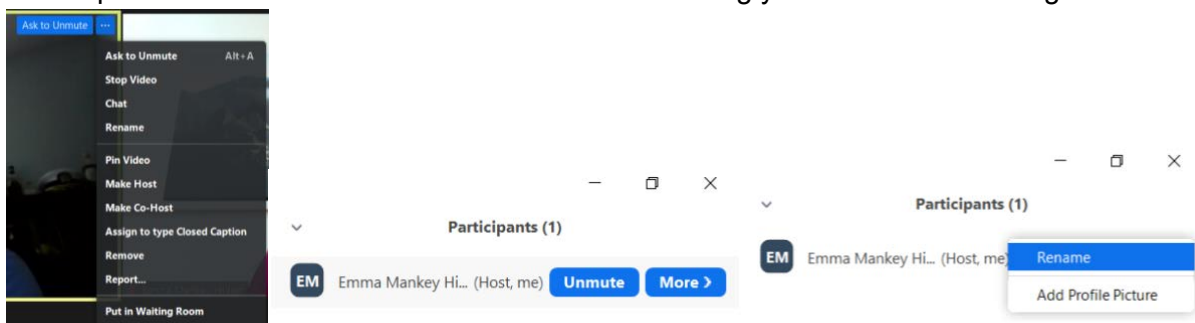 Ask to Unmute ...
Ask to Unmute Alt+A
Stop Video
Chat
Rename
Pin Video
Make Host
Make Co-Host
Assign to type Closed Caption
Remove
Report...
Put in Waiting Room
Participants (1)
EM Emma Mankey Hi... (Host, me) Unmute More >
Participants (1)
EM Emma Mankey Hi... (Host, me
Rename
Add Profile Picture